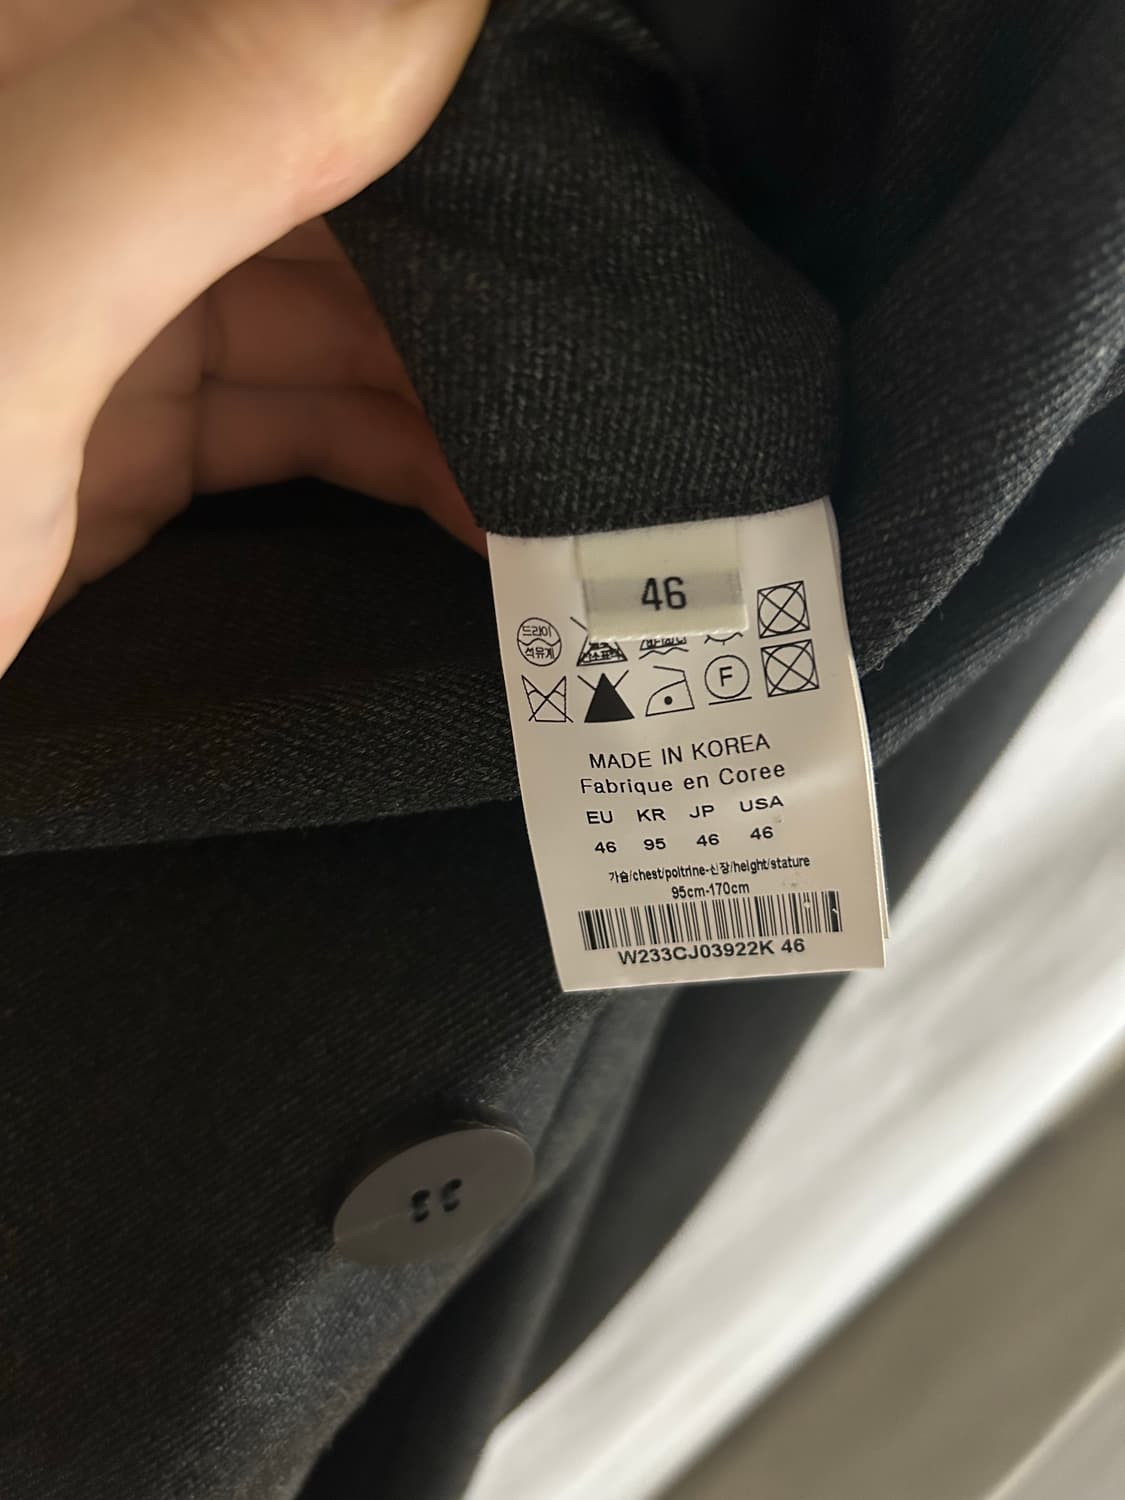 46
드라이
석유계
F
MADE IN KOREA
Fabrique en Coree
EU KR JP USA
46 95 46 46
가슴/chest/poltrine-신장/height/stature
95cm-170cm
W233CJ03922K 46